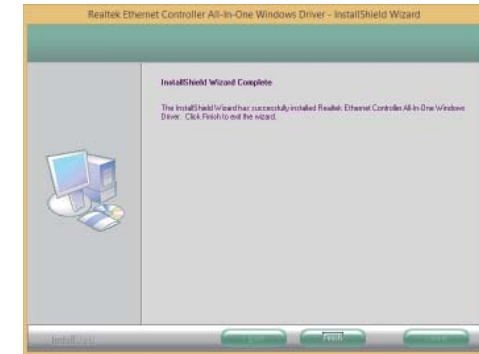 Realtek Ethernet Controller All-In-One Windows Driver - InstallShield Wizard
InstallShield Wizard Complete
The InstallShield Wizard has successfully installed Realtek Ethernet Controller All-In-One Windows
Driver. Click Finish to exit the wizard.
InstallShield
Finish